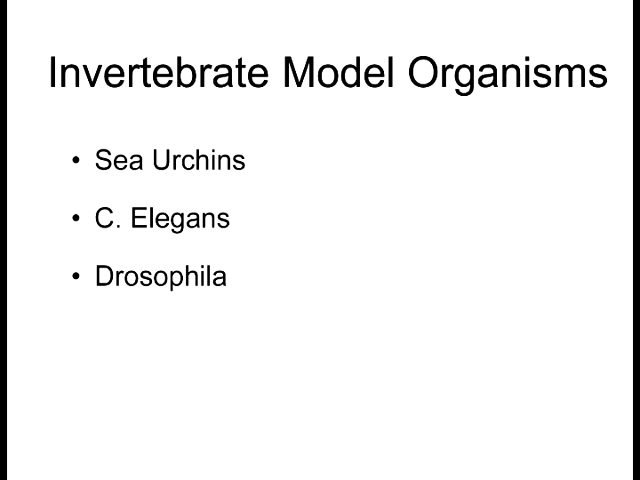 Invertebrate Model Organisms
• Sea Urchins
• C. Elegans
• Drosophila